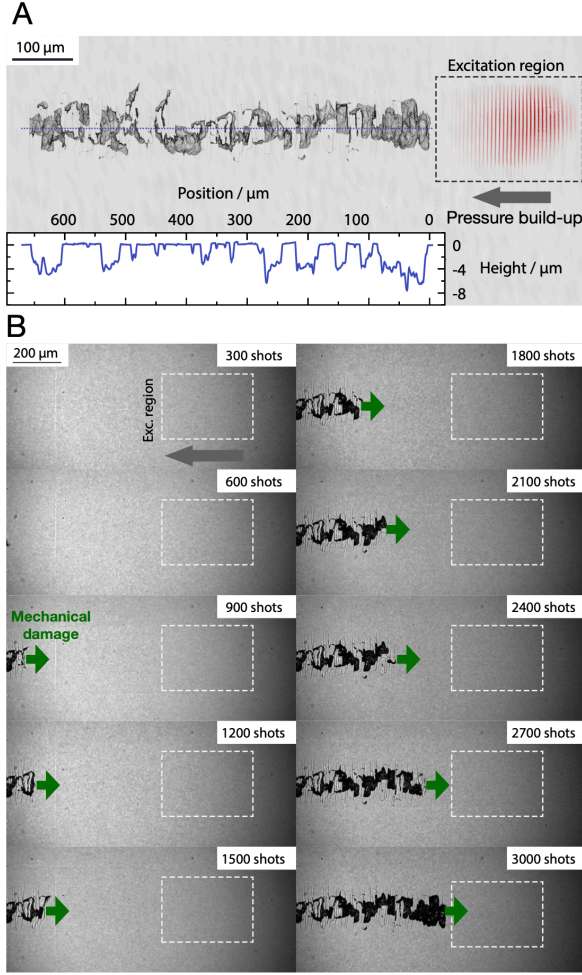 A
100 µm
Excitation region
Position / µm
Pressure build-up
600 500 400 300 200 100 0
0
-4
-8
Height / µm
B
200 µm
300 shots
Exc. region
1800 shots
600 shots
2100 shots
900 shots
Mechanical
damage
2400 shots
1200 shots
2700 shots
1500 shots
3000 shots